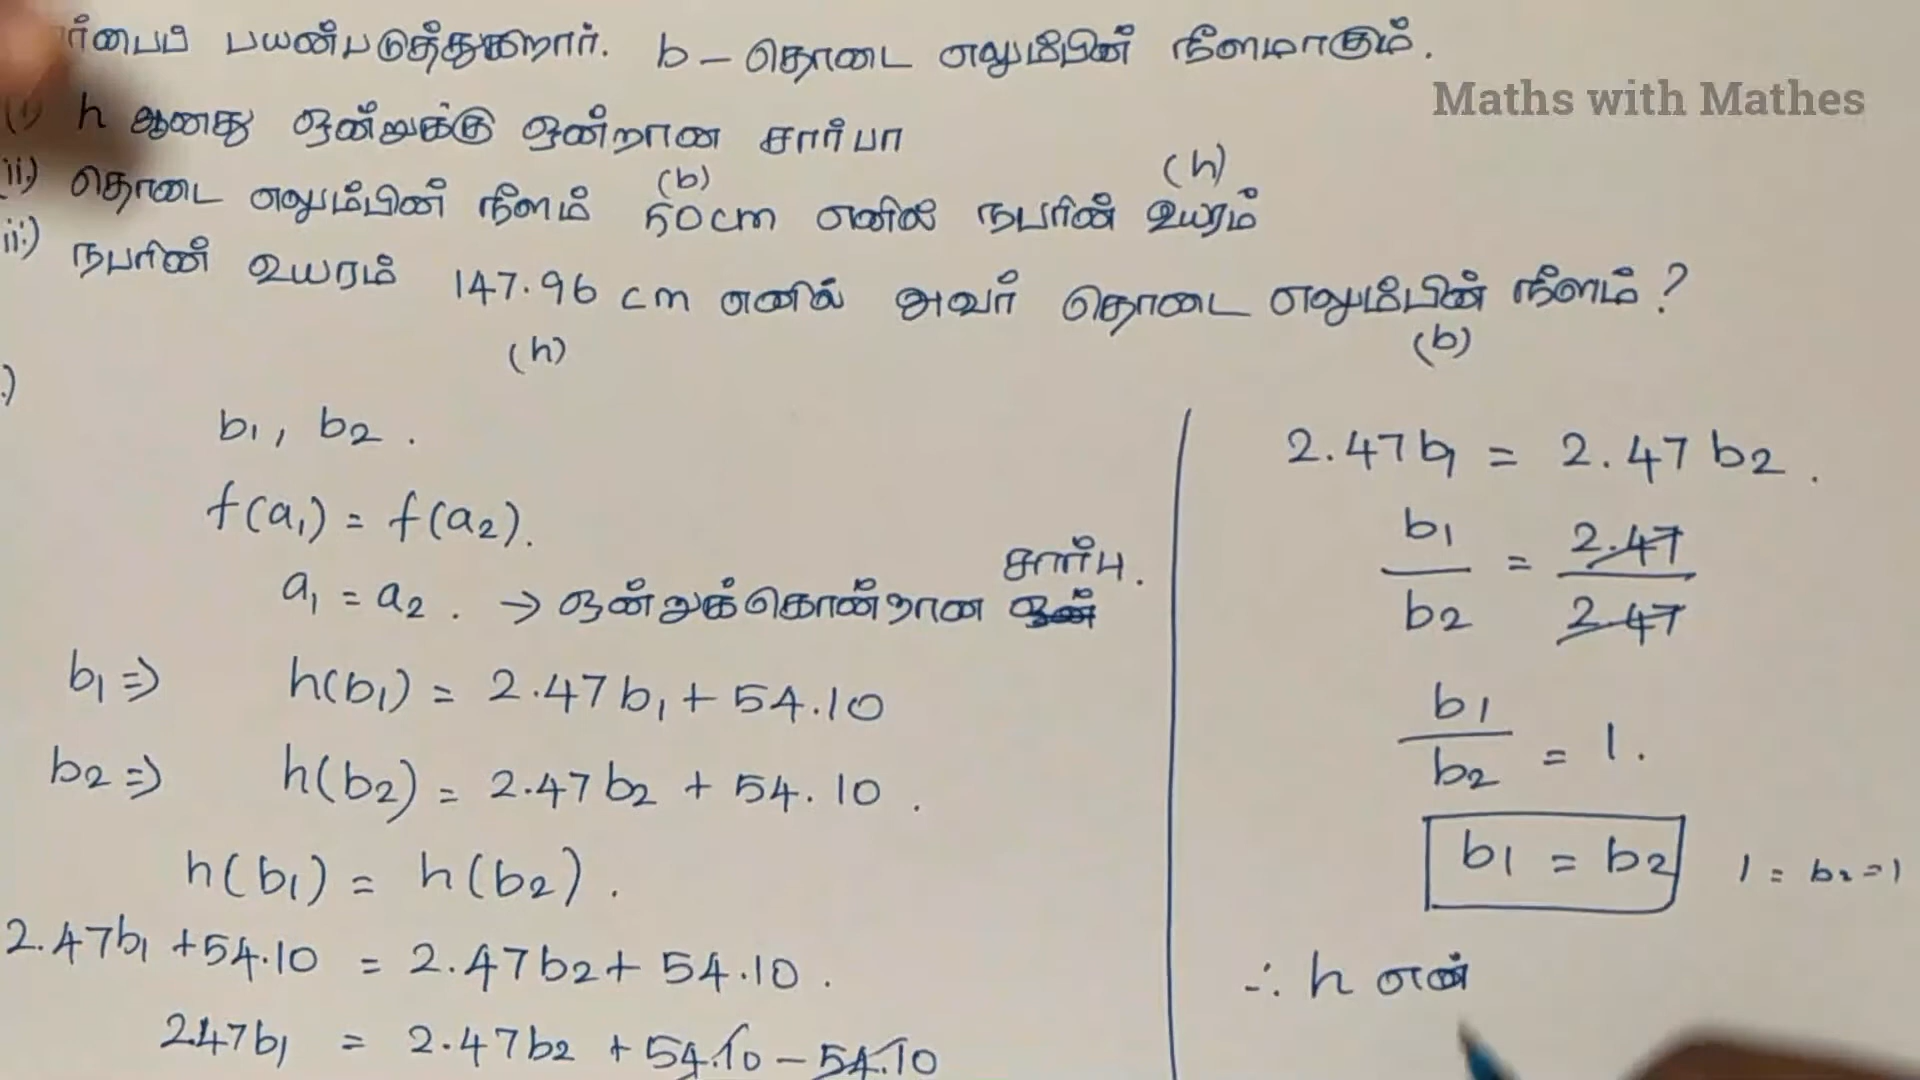 பயன்படுத்துகிறார். b – தொடை எலும்பின் நீளமாகும்.
Maths with Mathes
h ஆனது ஒன்றுக்கு ஒன்றான சார்பா
ii) தொடை எலும்பின் நீளம் 50cm எனில் நபரின் உயரம்
(b) (h)
நபரின் உயரம் 147.96 cm எனில் அவர் தொடை எலும்பின் நீளம் ?
(h) (b)
b₁, b₂ .
f(a₁) = f(a₂).
a₁ = a₂ . → ஒன்றுக்கொன்றான சார்பு.
b₁ ⇒ h(b₁) = 2.47b₁ + 54.10
b₂ ⇒ h(b₂) = 2.47b₂ + 54.10 .
h(b₁) = h(b₂) .
2.47b₁ + 54.10 = 2.47b₂ + 54.10 .
2.47b₁ = 2.47b₂ + 54.10 – 54.10
2.47b₁ = 2.47b₂ .
b₁/b₂ = 2.47/2.47
b₁/b₂ = 1.
b₁ = b₂ 1 = b₂ = 1
∴ h என்